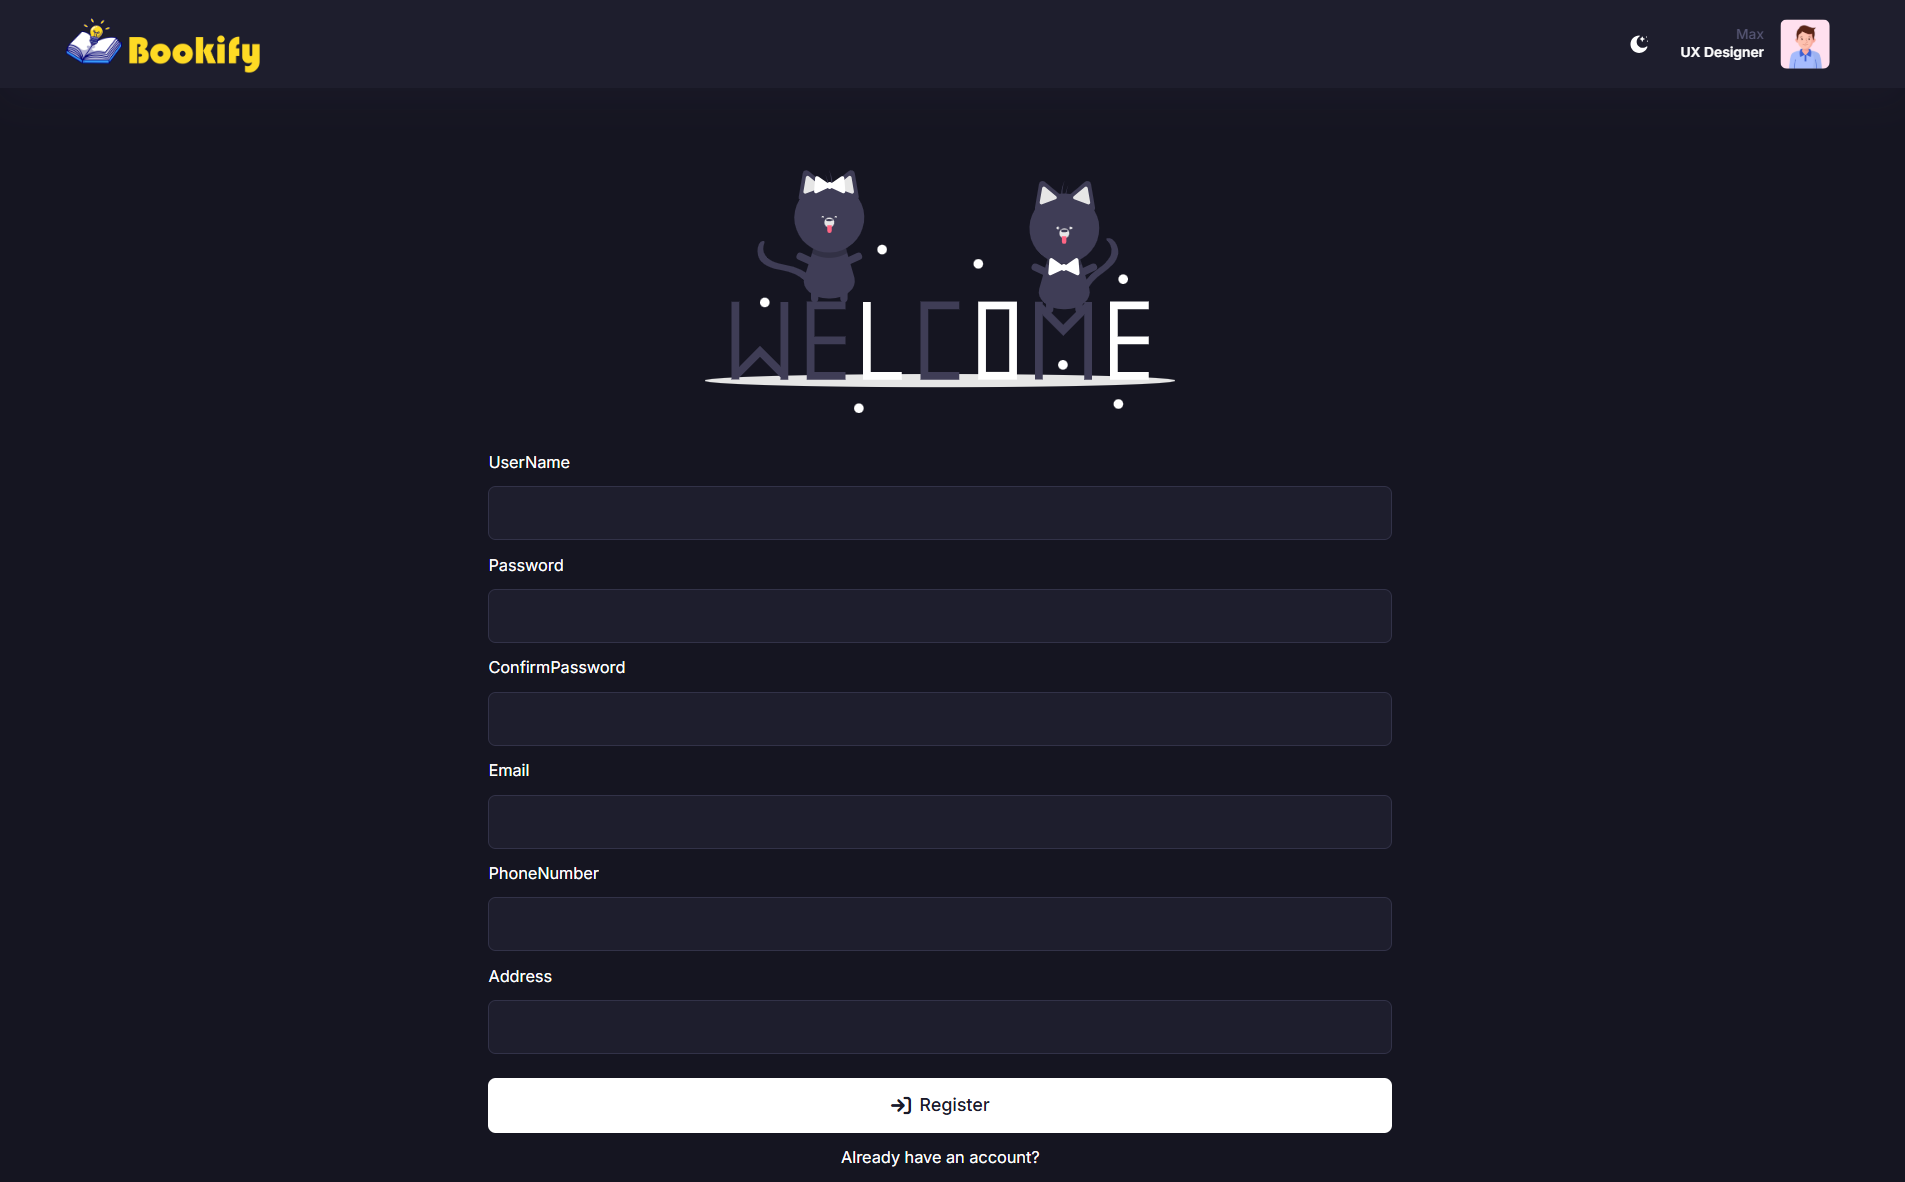 Bookify
Max
UX Designer
WELCOME
UserName
Password
ConfirmPassword
Email
PhoneNumber
Address
Register
Already have an account?